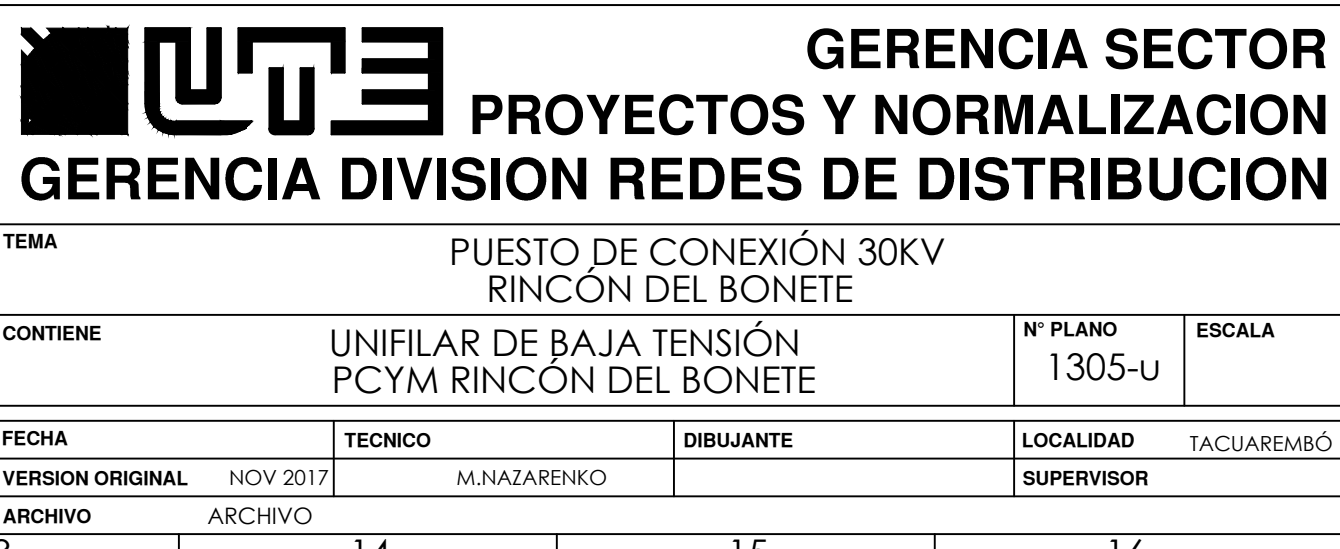 UTE
GERENCIA SECTOR
PROYECTOS Y NORMALIZACION
GERENCIA DIVISION REDES DE DISTRIBUCION
TEMA
PUESTO DE CONEXIÓN 30KV
RINCÓN DEL BONETE
CONTIENE
UNIFILAR DE BAJA TENSIÓN
PCYM RINCÓN DEL BONETE
N° PLANO
1305-u
ESCALA
FECHA
TECNICO
DIBUJANTE
LOCALIDAD TACUAREMBÓ
VERSION ORIGINAL NOV 2017
M.NAZARENKO
SUPERVISOR
ARCHIVO ARCHIVO
14 15 16